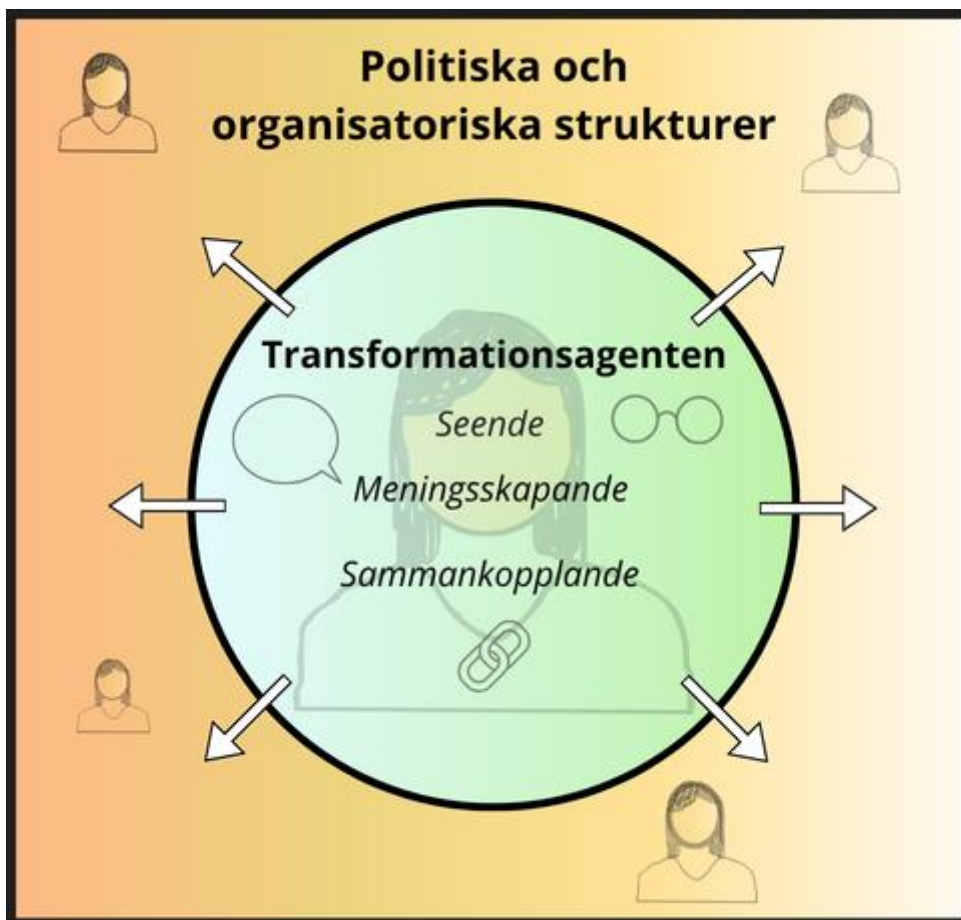 Politiska och
organisatoriska strukturer
Transformationsagenten
Seende
Meningsskapande
Sammankopplande